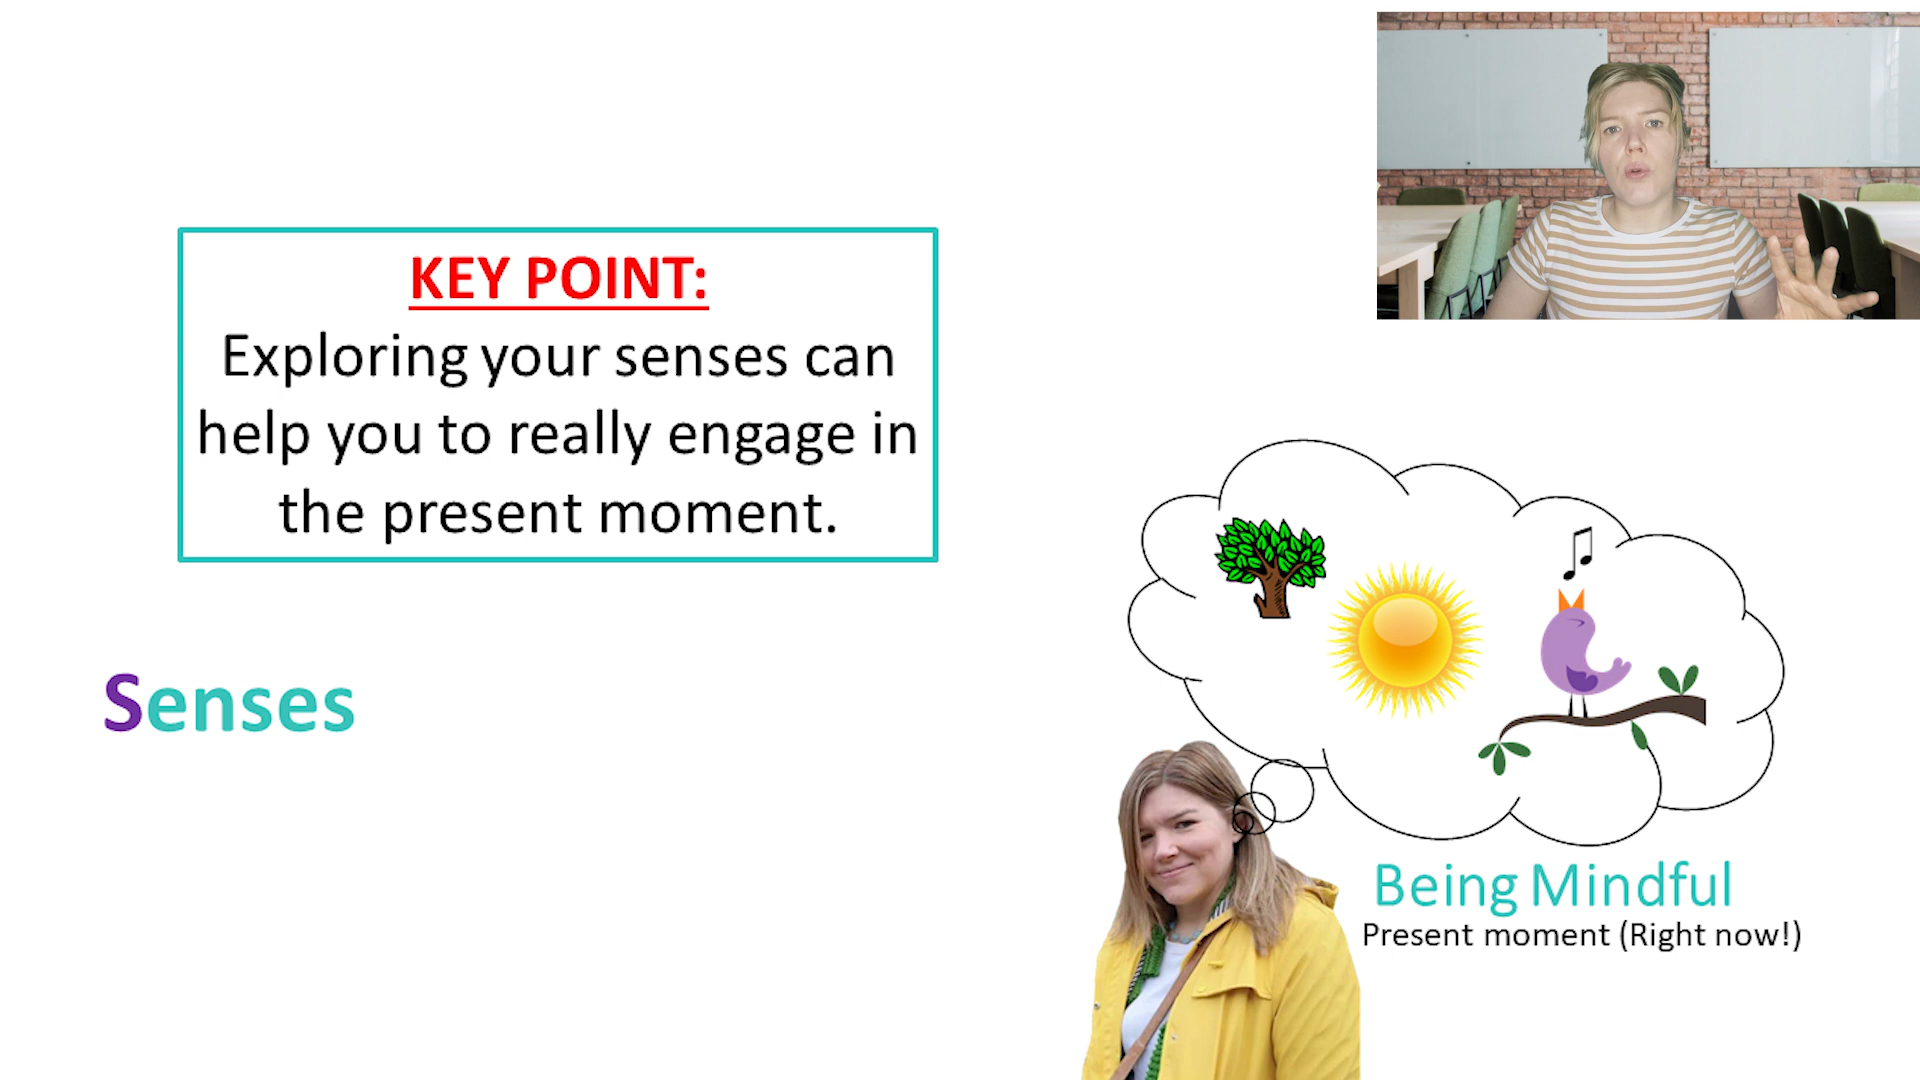 KEY POINT:
Exploring your senses can
help you to really engage in
the present moment.
Senses
Being Mindful
Present moment (Right now!)